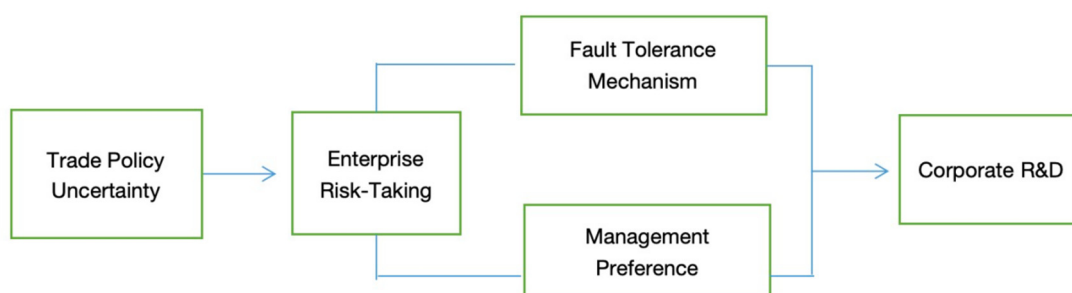 Trade Policy
Uncertainty
Enterprise
Risk-Taking
Fault Tolerance
Mechanism
Management
Preference
Corporate R&D